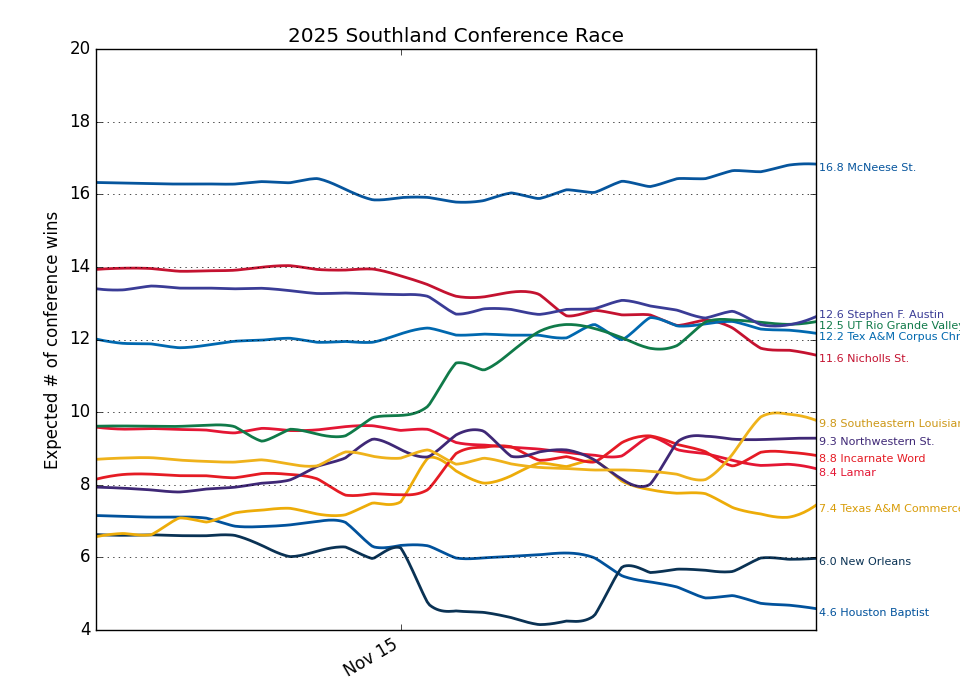 2025 Southland Conference Race
Expected # of conference wins
20
18
16
14
12
10
8
6
4
Nov 15
16.8 McNeese St.
12.6 Stephen F. Austin
12.5 UT Rio Grande Valley
12.2 Tex A&M Corpus Chr
11.6 Nicholls St.
9.8 Southeastern Louisian
9.3 Northwestern St.
8.8 Incarnate Word
8.4 Lamar
7.4 Texas A&M Commerce
6.0 New Orleans
4.6 Houston Baptist